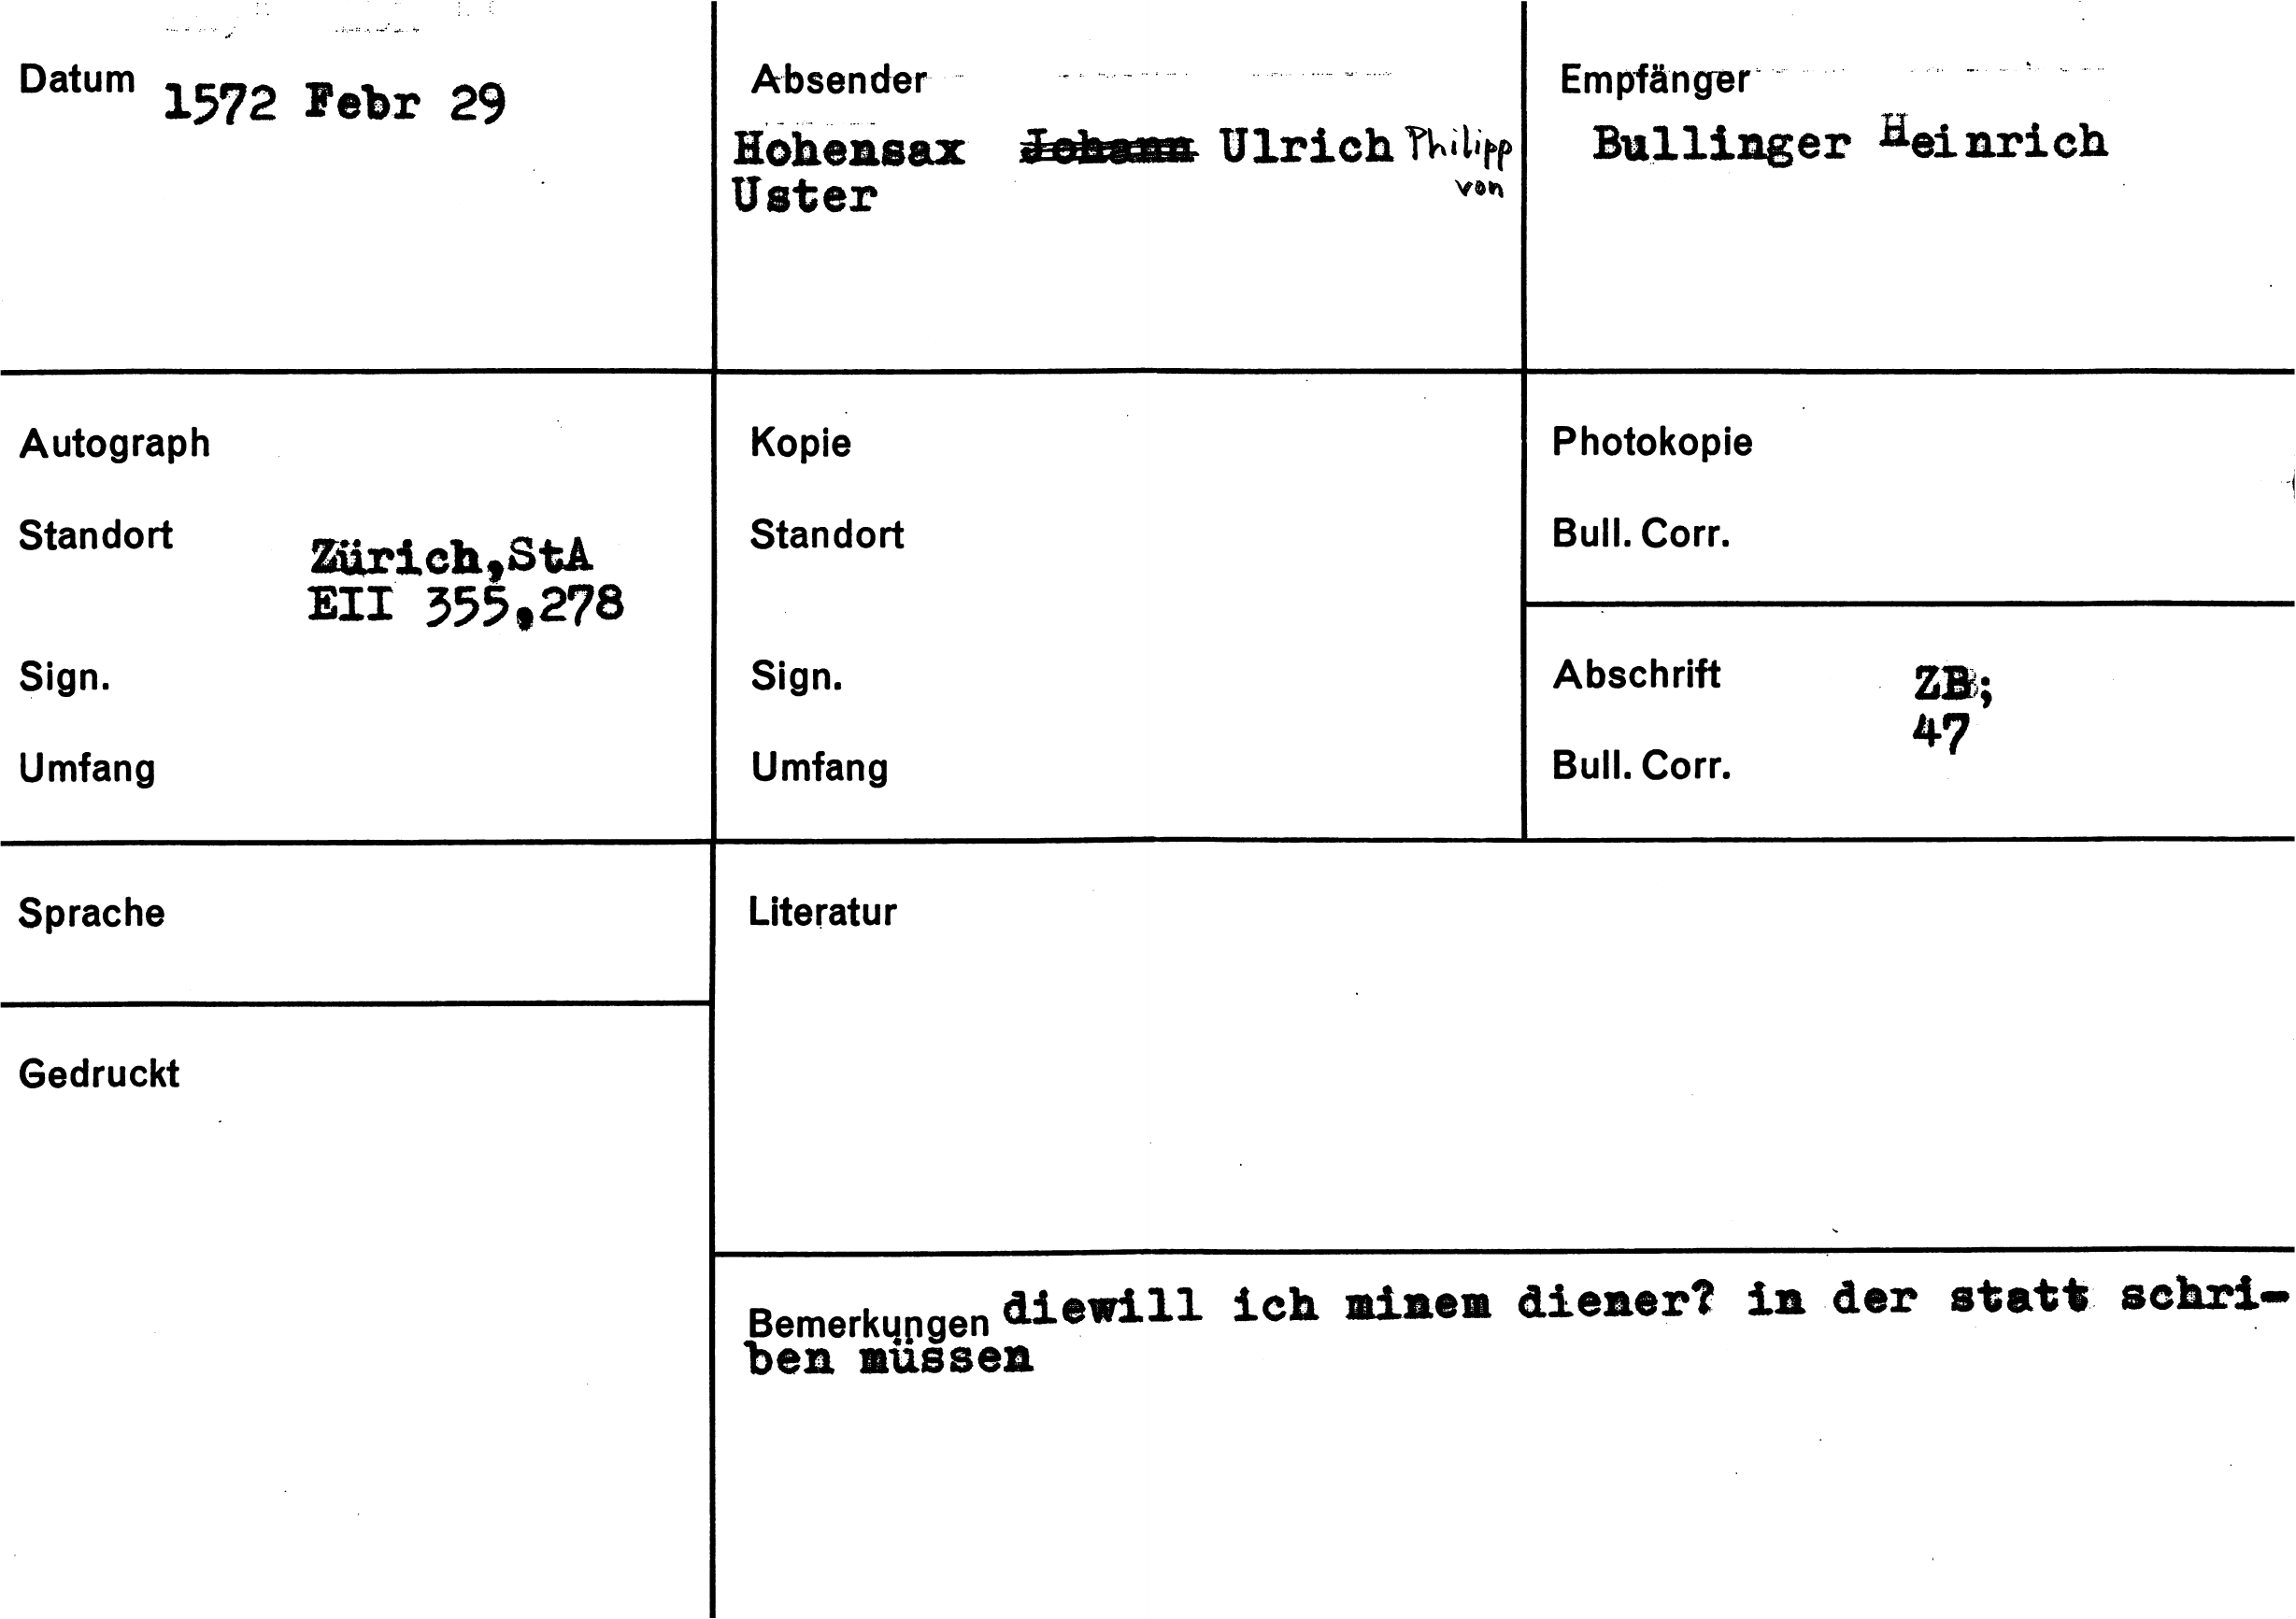 Datum 1572 Febr 29
Absender
Hohensax Johann Ulrich Philipp
Uster von
Empfänger
Bullinger Heinrich
Autograph
Standort Zürich,StA
EII 355,278
Sign.
Umfang
Kopie
Standort
Sign.
Umfang
Photokopie
Bull. Corr.
Abschrift ZB;
47
Bull. Corr.
Sprache
Gedruckt
Literatur
Bemerkungen diewill ich minem diener? in der statt schri-
ben müssen